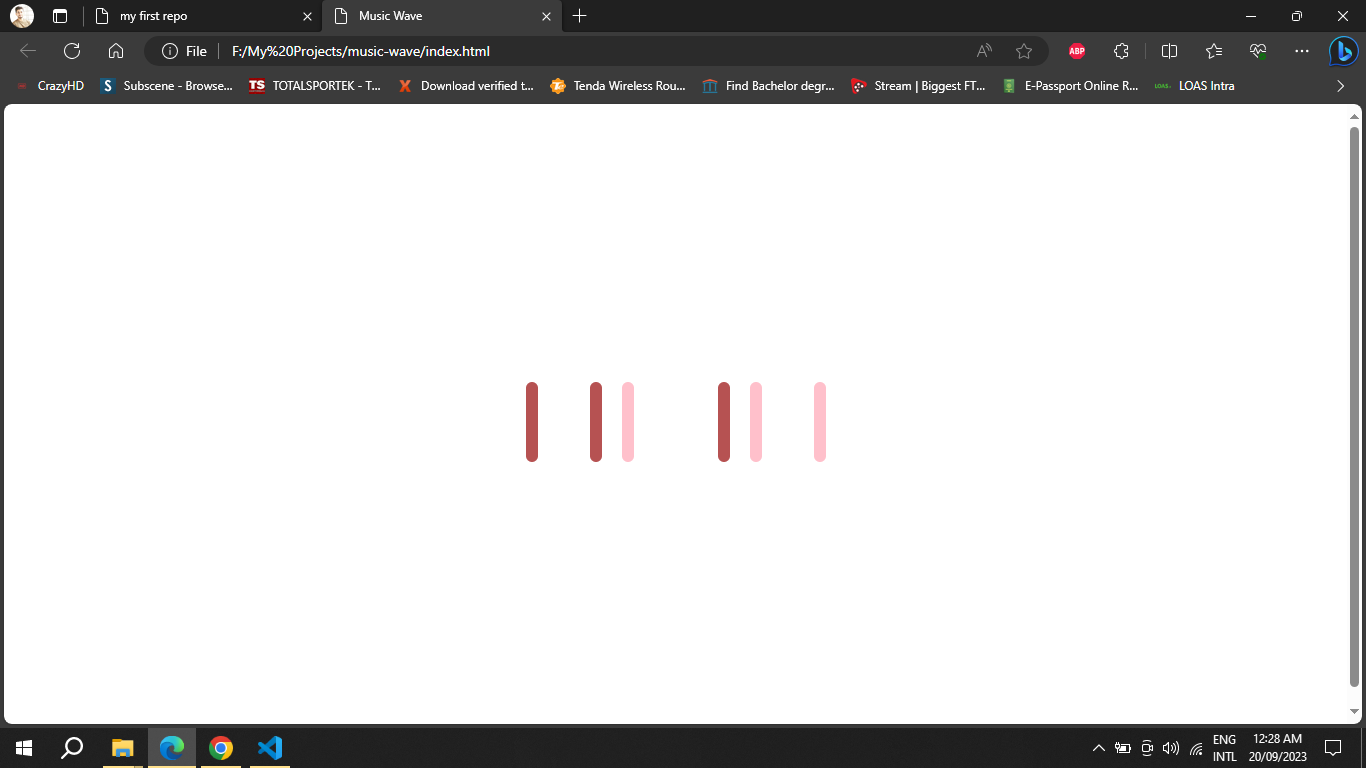 my first repo
Music Wave
File
F:/My%20Projects/music-wave/index.html
ABP
CrazyHD
S Subscene - Browse...
TS TOTALSPORTEK - T...
X Download verified t...
Tenda Wireless Rou...
Find Bachelor degr...
Stream | Biggest FT...
E-Passport Online R...
LOAS Intra
ENG
INTL
12:28 AM
20/09/2023